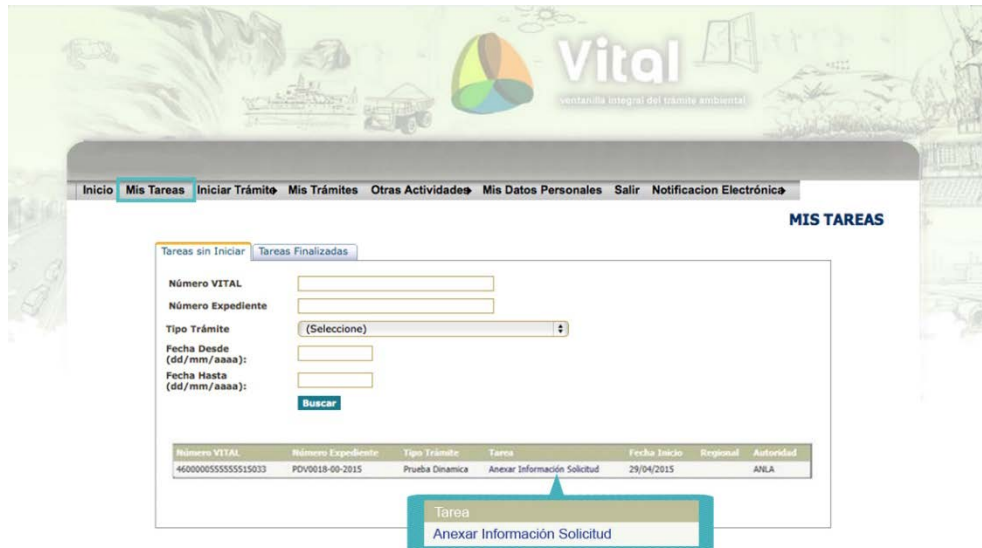 Vital
ventanilla integral del trámite ambiental
Inicio Mis Tareas Iniciar Trámite Mis Trámites Otras Actividades Mis Datos Personales Salir Notificacion Electrónica
MIS TAREAS
Tareas sin Iniciar Tareas Finalizadas
Número VITAL
Número Expediente
Tipo Trámite (Seleccione)
Fecha Desde
(dd/mm/aaaa):
Fecha Hasta
(dd/mm/aaaa):
Buscar
Número VITAL Número Expediente Tipo Trámite Tarea Fecha Inicio Regional Autoridad
PDV0018-00-2015 Prueba Dinamica Anexar Información Solicitud 29/04/2015 ANLA
Tarea
Anexar Información Solicitud